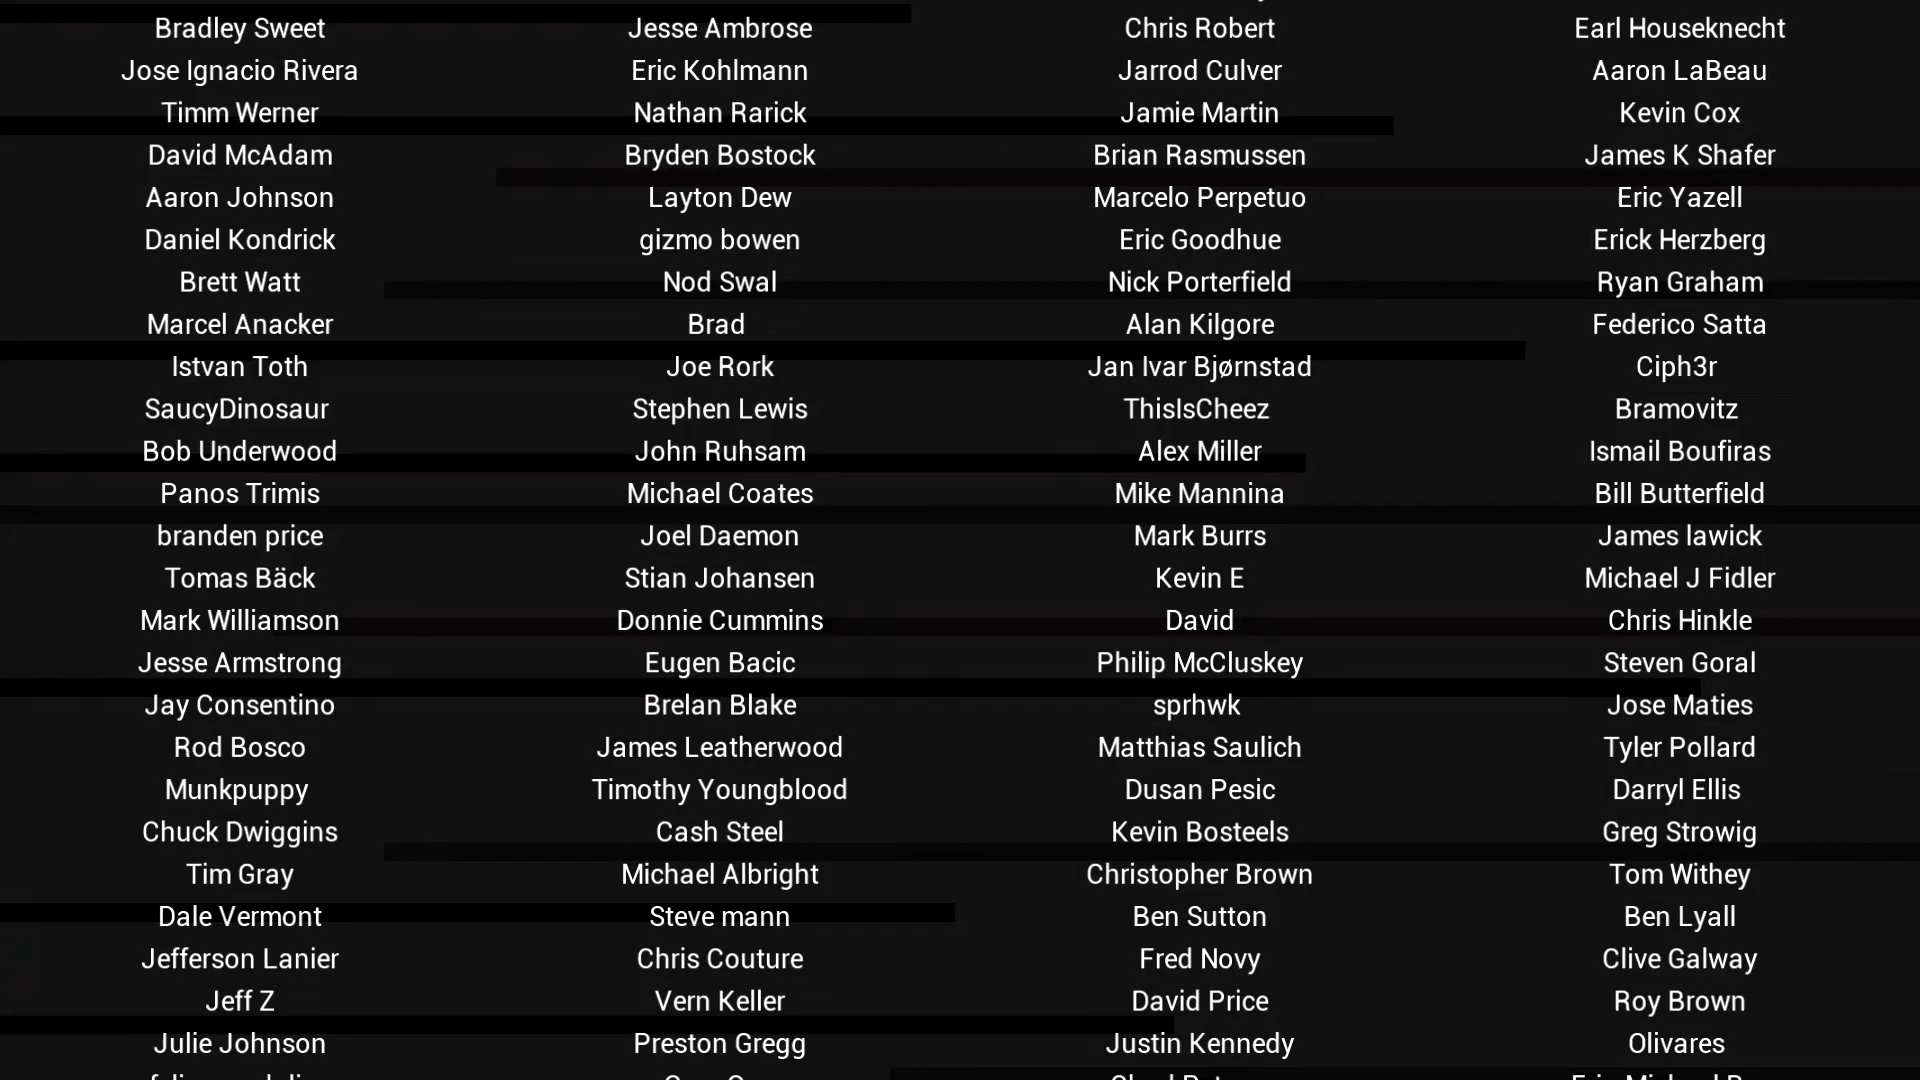 Bradley Sweet Jesse Ambrose Chris Robert Earl Houseknecht
Jose Ignacio Rivera Eric Kohlmann Jarrod Culver Aaron LaBeau
Timm Werner Nathan Rarick Jamie Martin Kevin Cox
David McAdam Bryden Bostock Brian Rasmussen James K Shafer
Aaron Johnson Layton Dew Marcelo Perpetuo Eric Yazell
Daniel Kondrick gizmo bowen Eric Goodhue Erick Herzberg
Brett Watt Nod Swal Nick Porterfield Ryan Graham
Marcel Anacker Brad Alan Kilgore Federico Satta
Istvan Toth Joe Rork Jan Ivar Bjørnstad Ciph3r
SaucyDinosaur Stephen Lewis ThisIsCheez Bramovitz
Bob Underwood John Ruhsam Alex Miller Ismail Boufiras
Panos Trimis Michael Coates Mike Mannina Bill Butterfield
branden price Joel Daemon Mark Burrs James lawick
Tomas Bäck Stian Johansen Kevin E Michael J Fidler
Mark Williamson Donnie Cummins David Chris Hinkle
Jesse Armstrong Eugen Bacic Philip McCluskey Steven Goral
Jay Consentino Brelan Blake sprhwk Jose Maties
Rod Bosco James Leatherwood Matthias Saulich Tyler Pollard
Munkpuppy Timothy Youngblood Dusan Pesic Darryl Ellis
Chuck Dwiggins Cash Steel Kevin Bosteels Greg Strowig
Tim Gray Michael Albright Christopher Brown Tom Withey
Dale Vermont Steve mann Ben Sutton Ben Lyall
Jefferson Lanier Chris Couture Fred Novy Clive Galway
Jeff Z Vern Keller David Price Roy Brown
Julie Johnson Preston Gregg Justin Kennedy Olivares